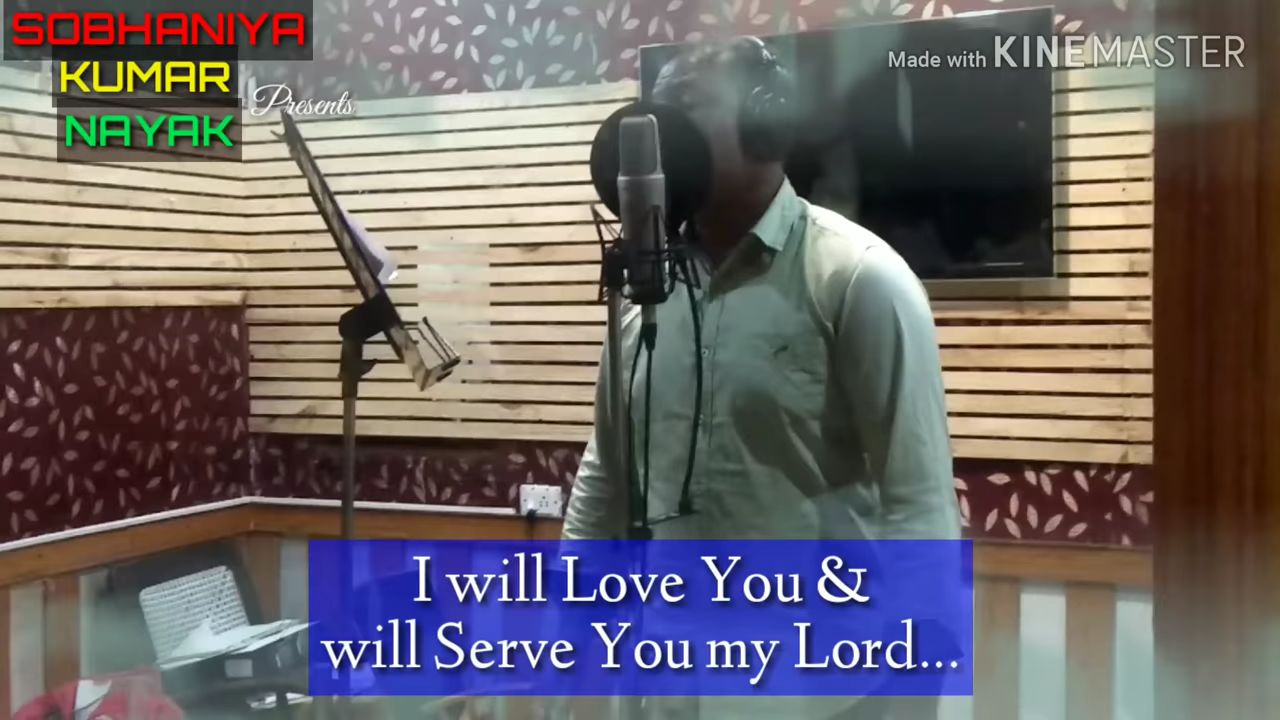 SOBHANIYA
KUMAR
NAYAK
Presents
Made with KINEMASTER
I will Love You &
will Serve You my Lord...